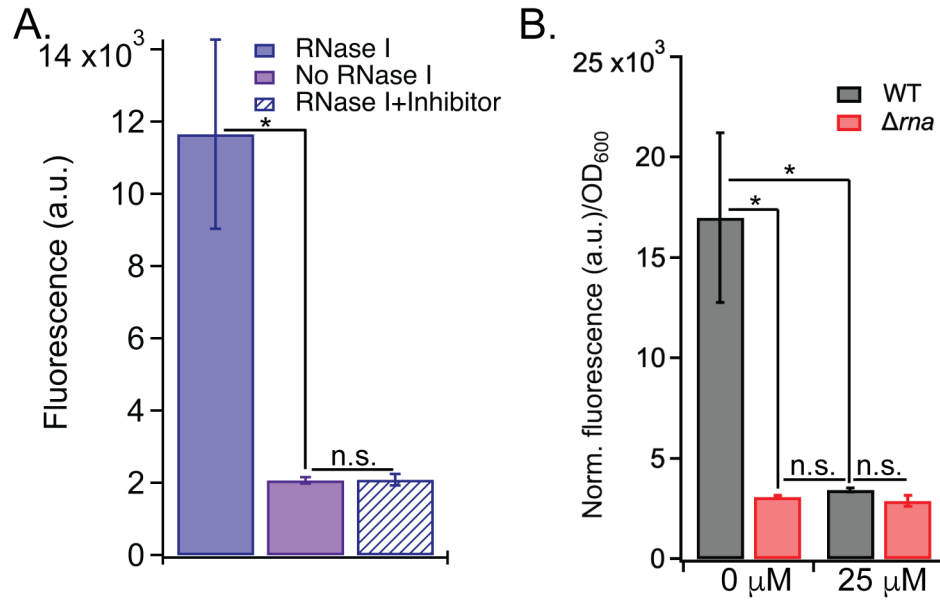 A.
14 x10³
12
10
8
6
4
2
0
Fluorescence (a.u.)
RNase I
No RNase I
RNase I+Inhibitor
*
n.s.
B.
25 x10³
20
15
10
5
0
Norm. fluorescence (a.u.)/OD₆₀₀
WT
Δrna
*
*
n.s.
n.s.
0 μM
25 μM